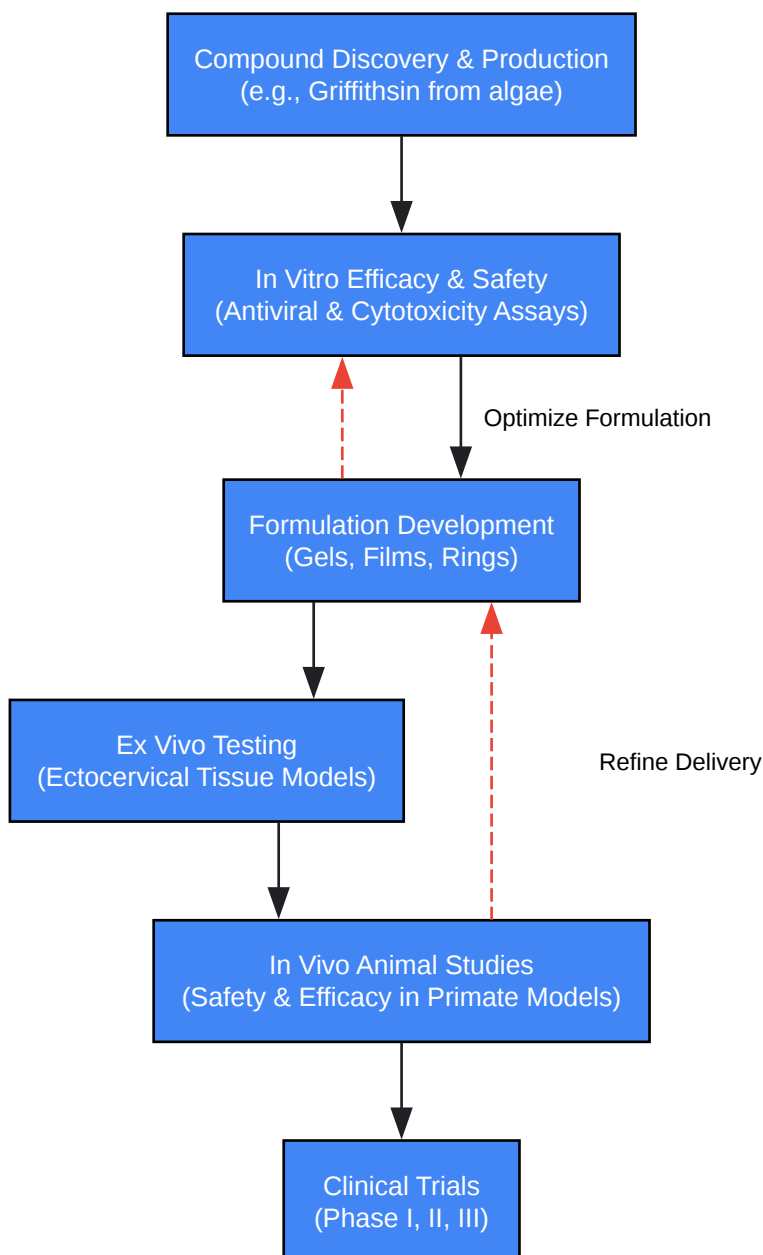 Compound Discovery & Production
(e.g., Griffithsin from algae)
In Vitro Efficacy & Safety
(Antiviral & Cytotoxicity Assays)
Optimize Formulation
Formulation Development
(Gels, Films, Rings)
Ex Vivo Testing
(Ectocervical Tissue Models)
Refine Delivery
In Vivo Animal Studies
(Safety & Efficacy in Primate Models)
Clinical Trials
(Phase I, II, III)